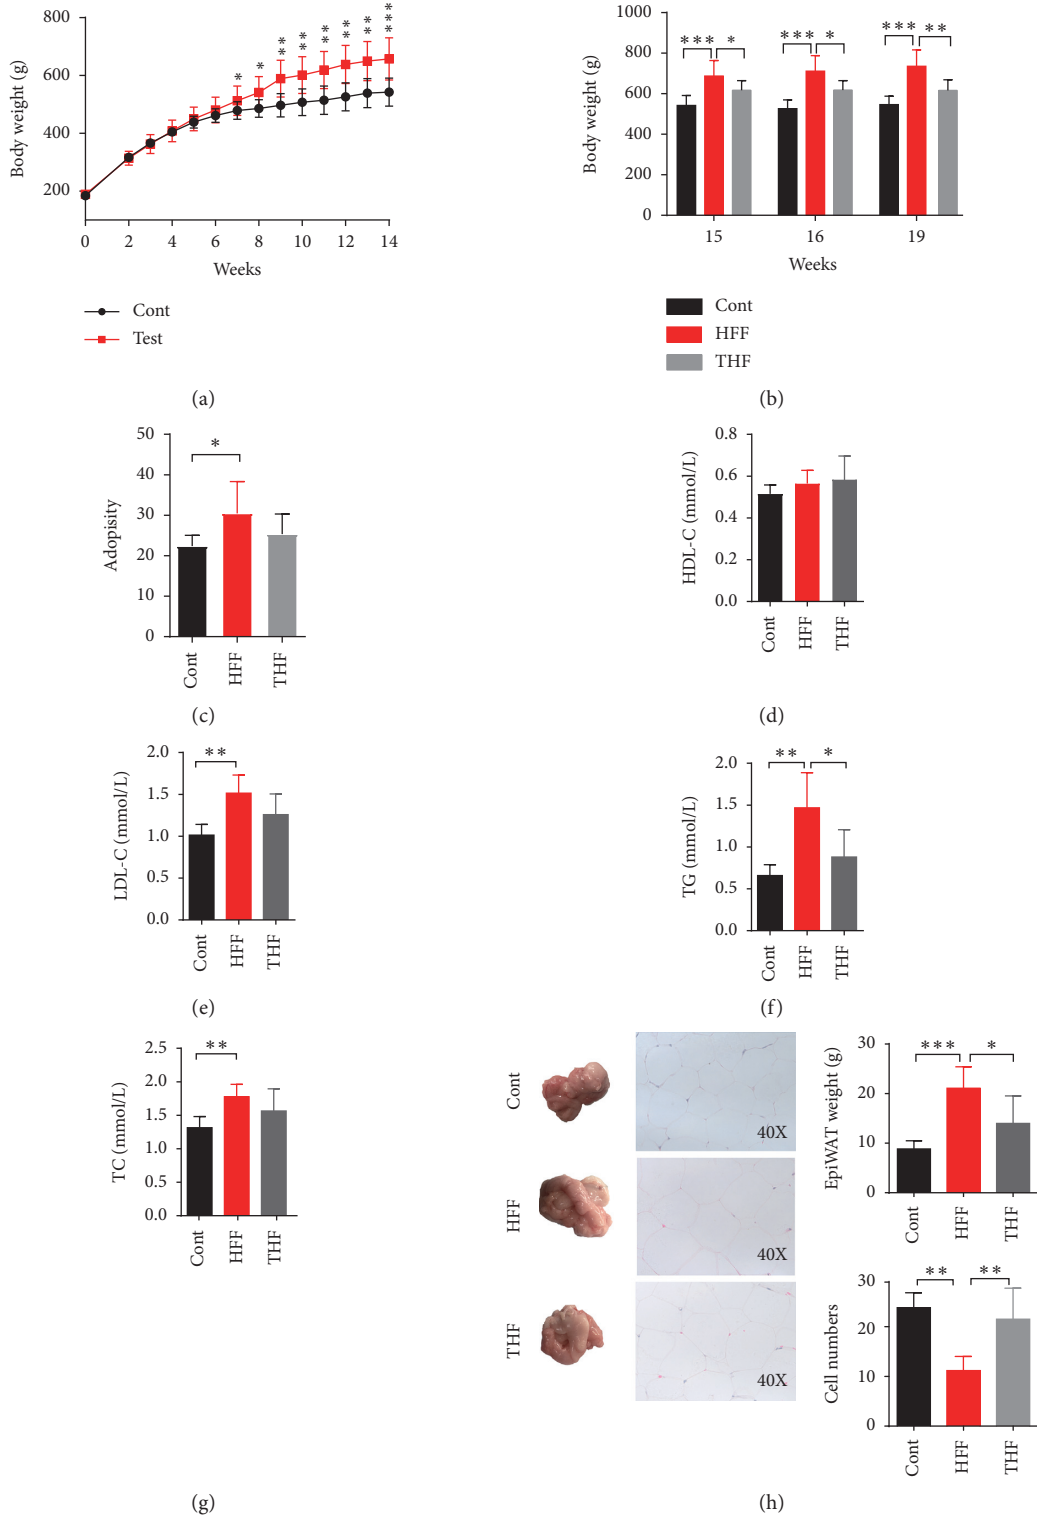 800
600
400
200
Body weight (g)
* * ** ** ** ** ** ***
0 2 4 6 8 10 12 14
Weeks
Cont
Test
(a)
1000
800
600
400
200
0
Body weight (g)
*** * *** * *** **
15 16 19
Weeks
Cont
HFF
THF
(b)
50
40
30
20
10
0
Adopisity
*
Cont HFF THF
(c)
0.8
0.6
0.4
0.2
0.0
HDL-C (mmol/L)
Cont HFF THF
(d)
2.0
1.5
1.0
0.5
0.0
LDL-C (mmol/L)
**
Cont HFF THF
(e)
2.0
1.5
1.0
0.5
0.0
TG (mmol/L)
** *
Cont HFF THF
(f)
2.5
2.0
1.5
1.0
0.5
0.0
TC (mmol/L)
**
Cont HFF THF
(g)
Cont
40X
HFF
40X
THF
40X
30
20
10
0
EpiWAT weight (g)
*** *
Cont HFF THF
30
20
10
0
Cell numbers
** **
Cont HFF THF
(h)